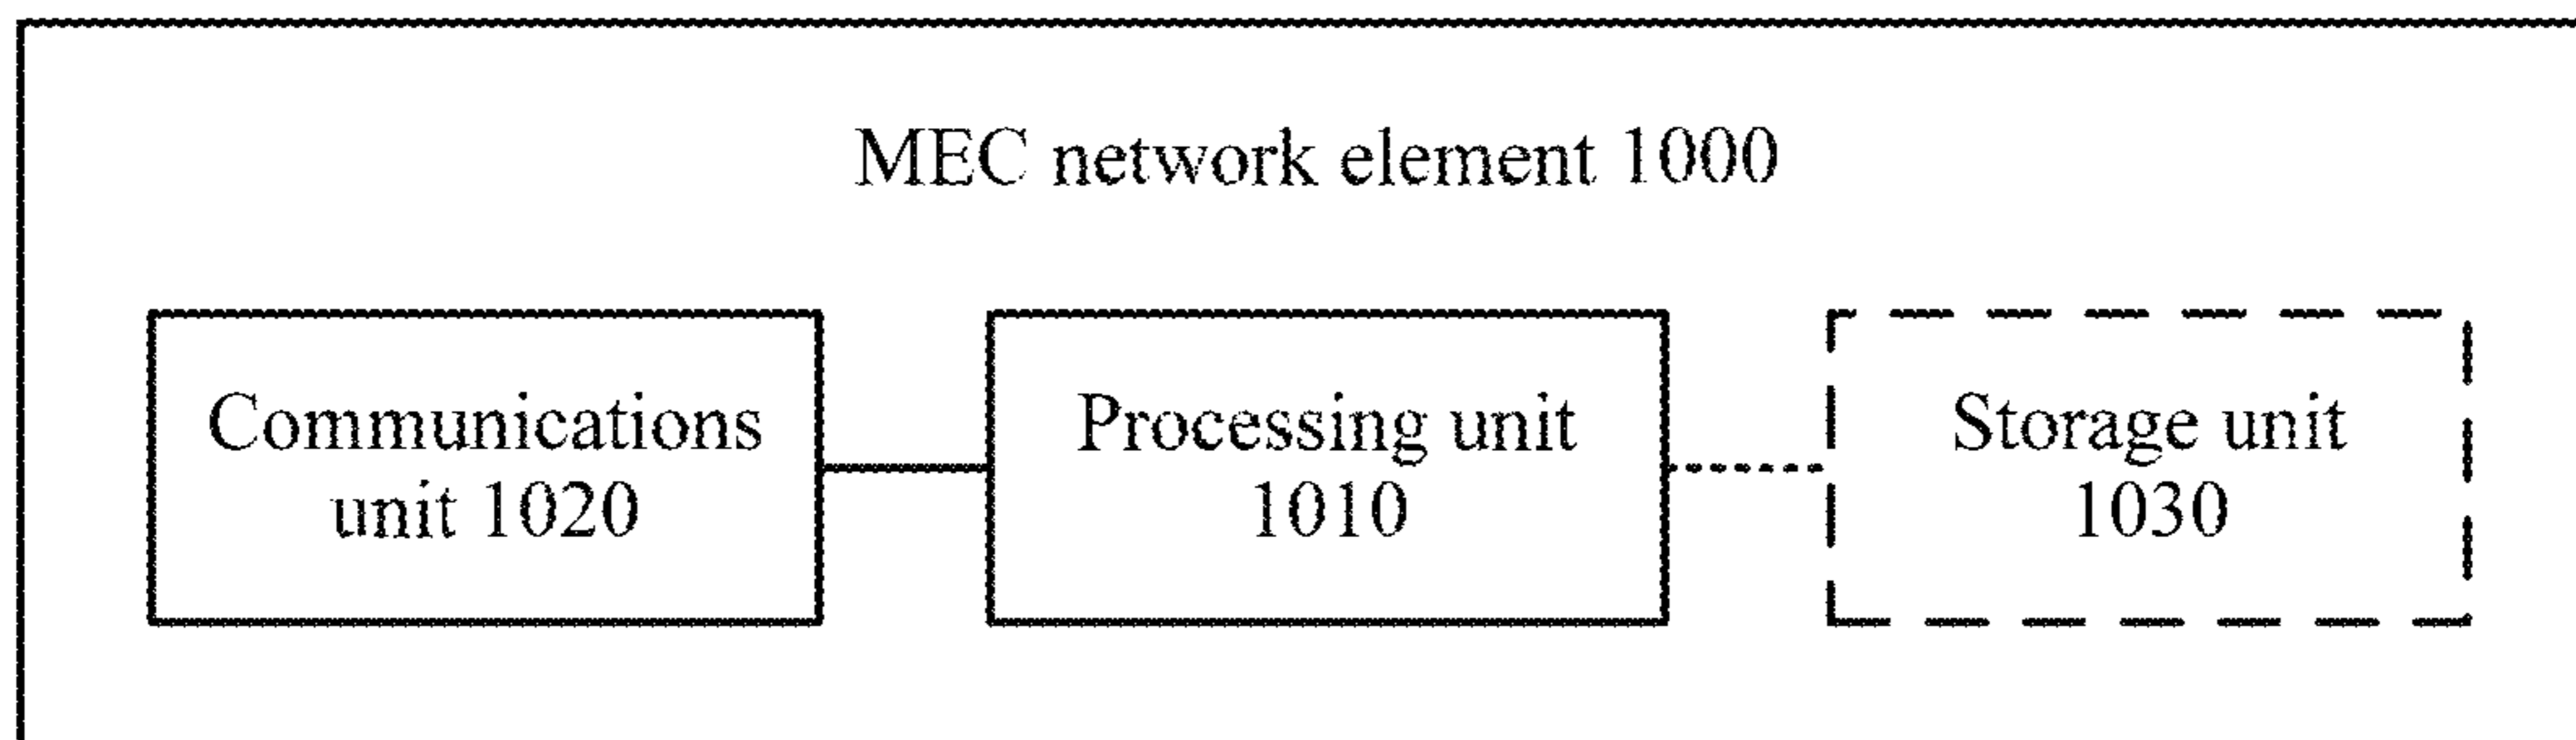 MEC network element 1000
Communications
unit 1020
Processing unit
1010
Storage unit
1030